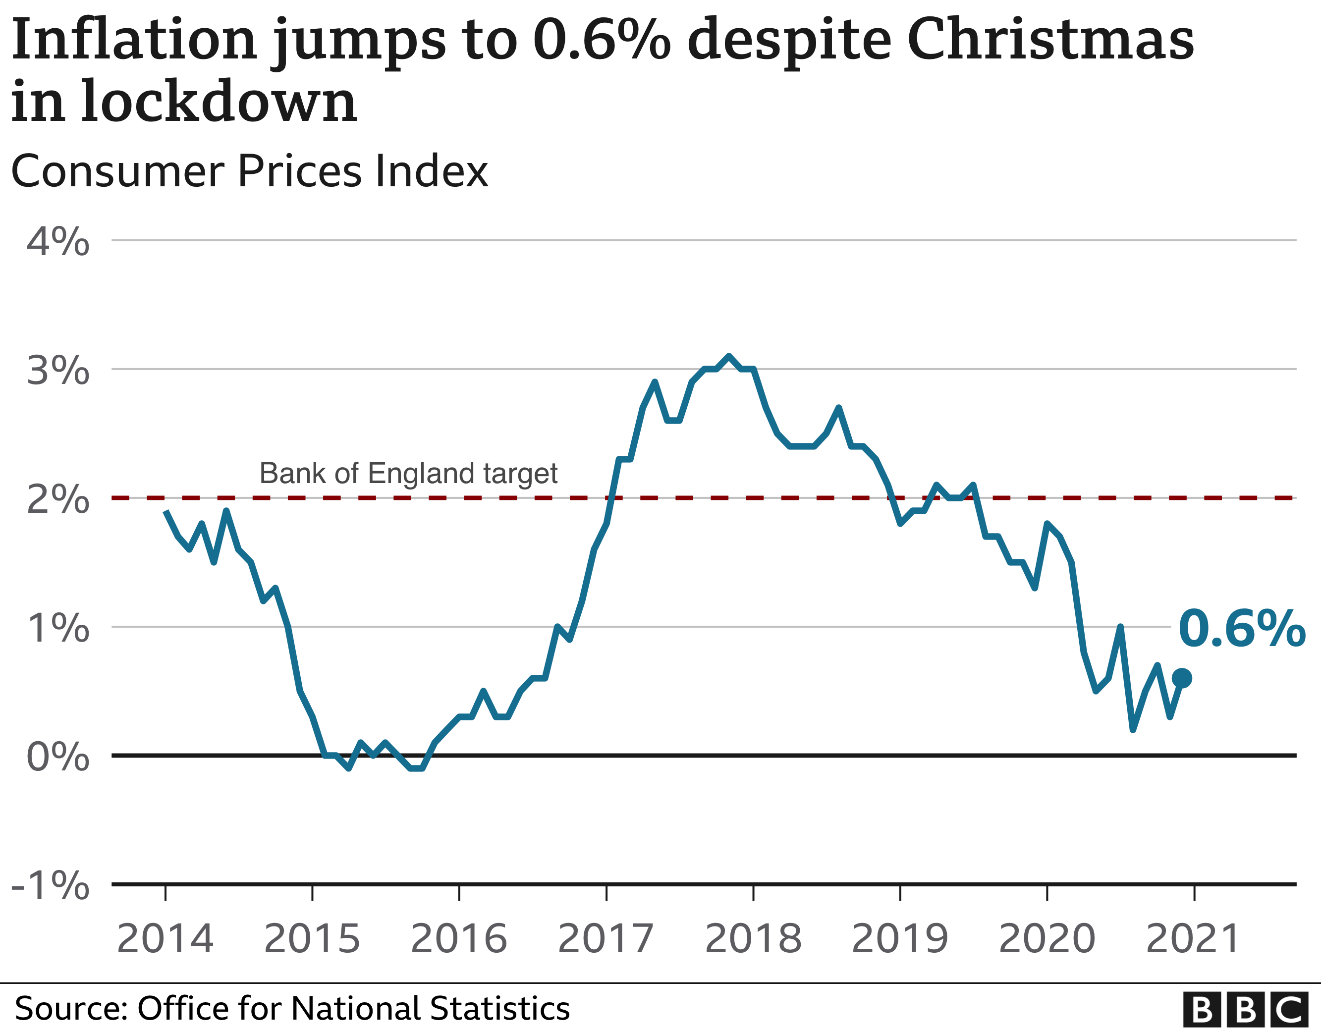 Inflation jumps to 0.6% despite Christmas
in lockdown
Consumer Prices Index
4%
3%
Bank of England target
2%
1%
0.6%
0%
-1%
2014 2015 2016 2017 2018 2019 2020 2021
Source: Office for National Statistics
BBC